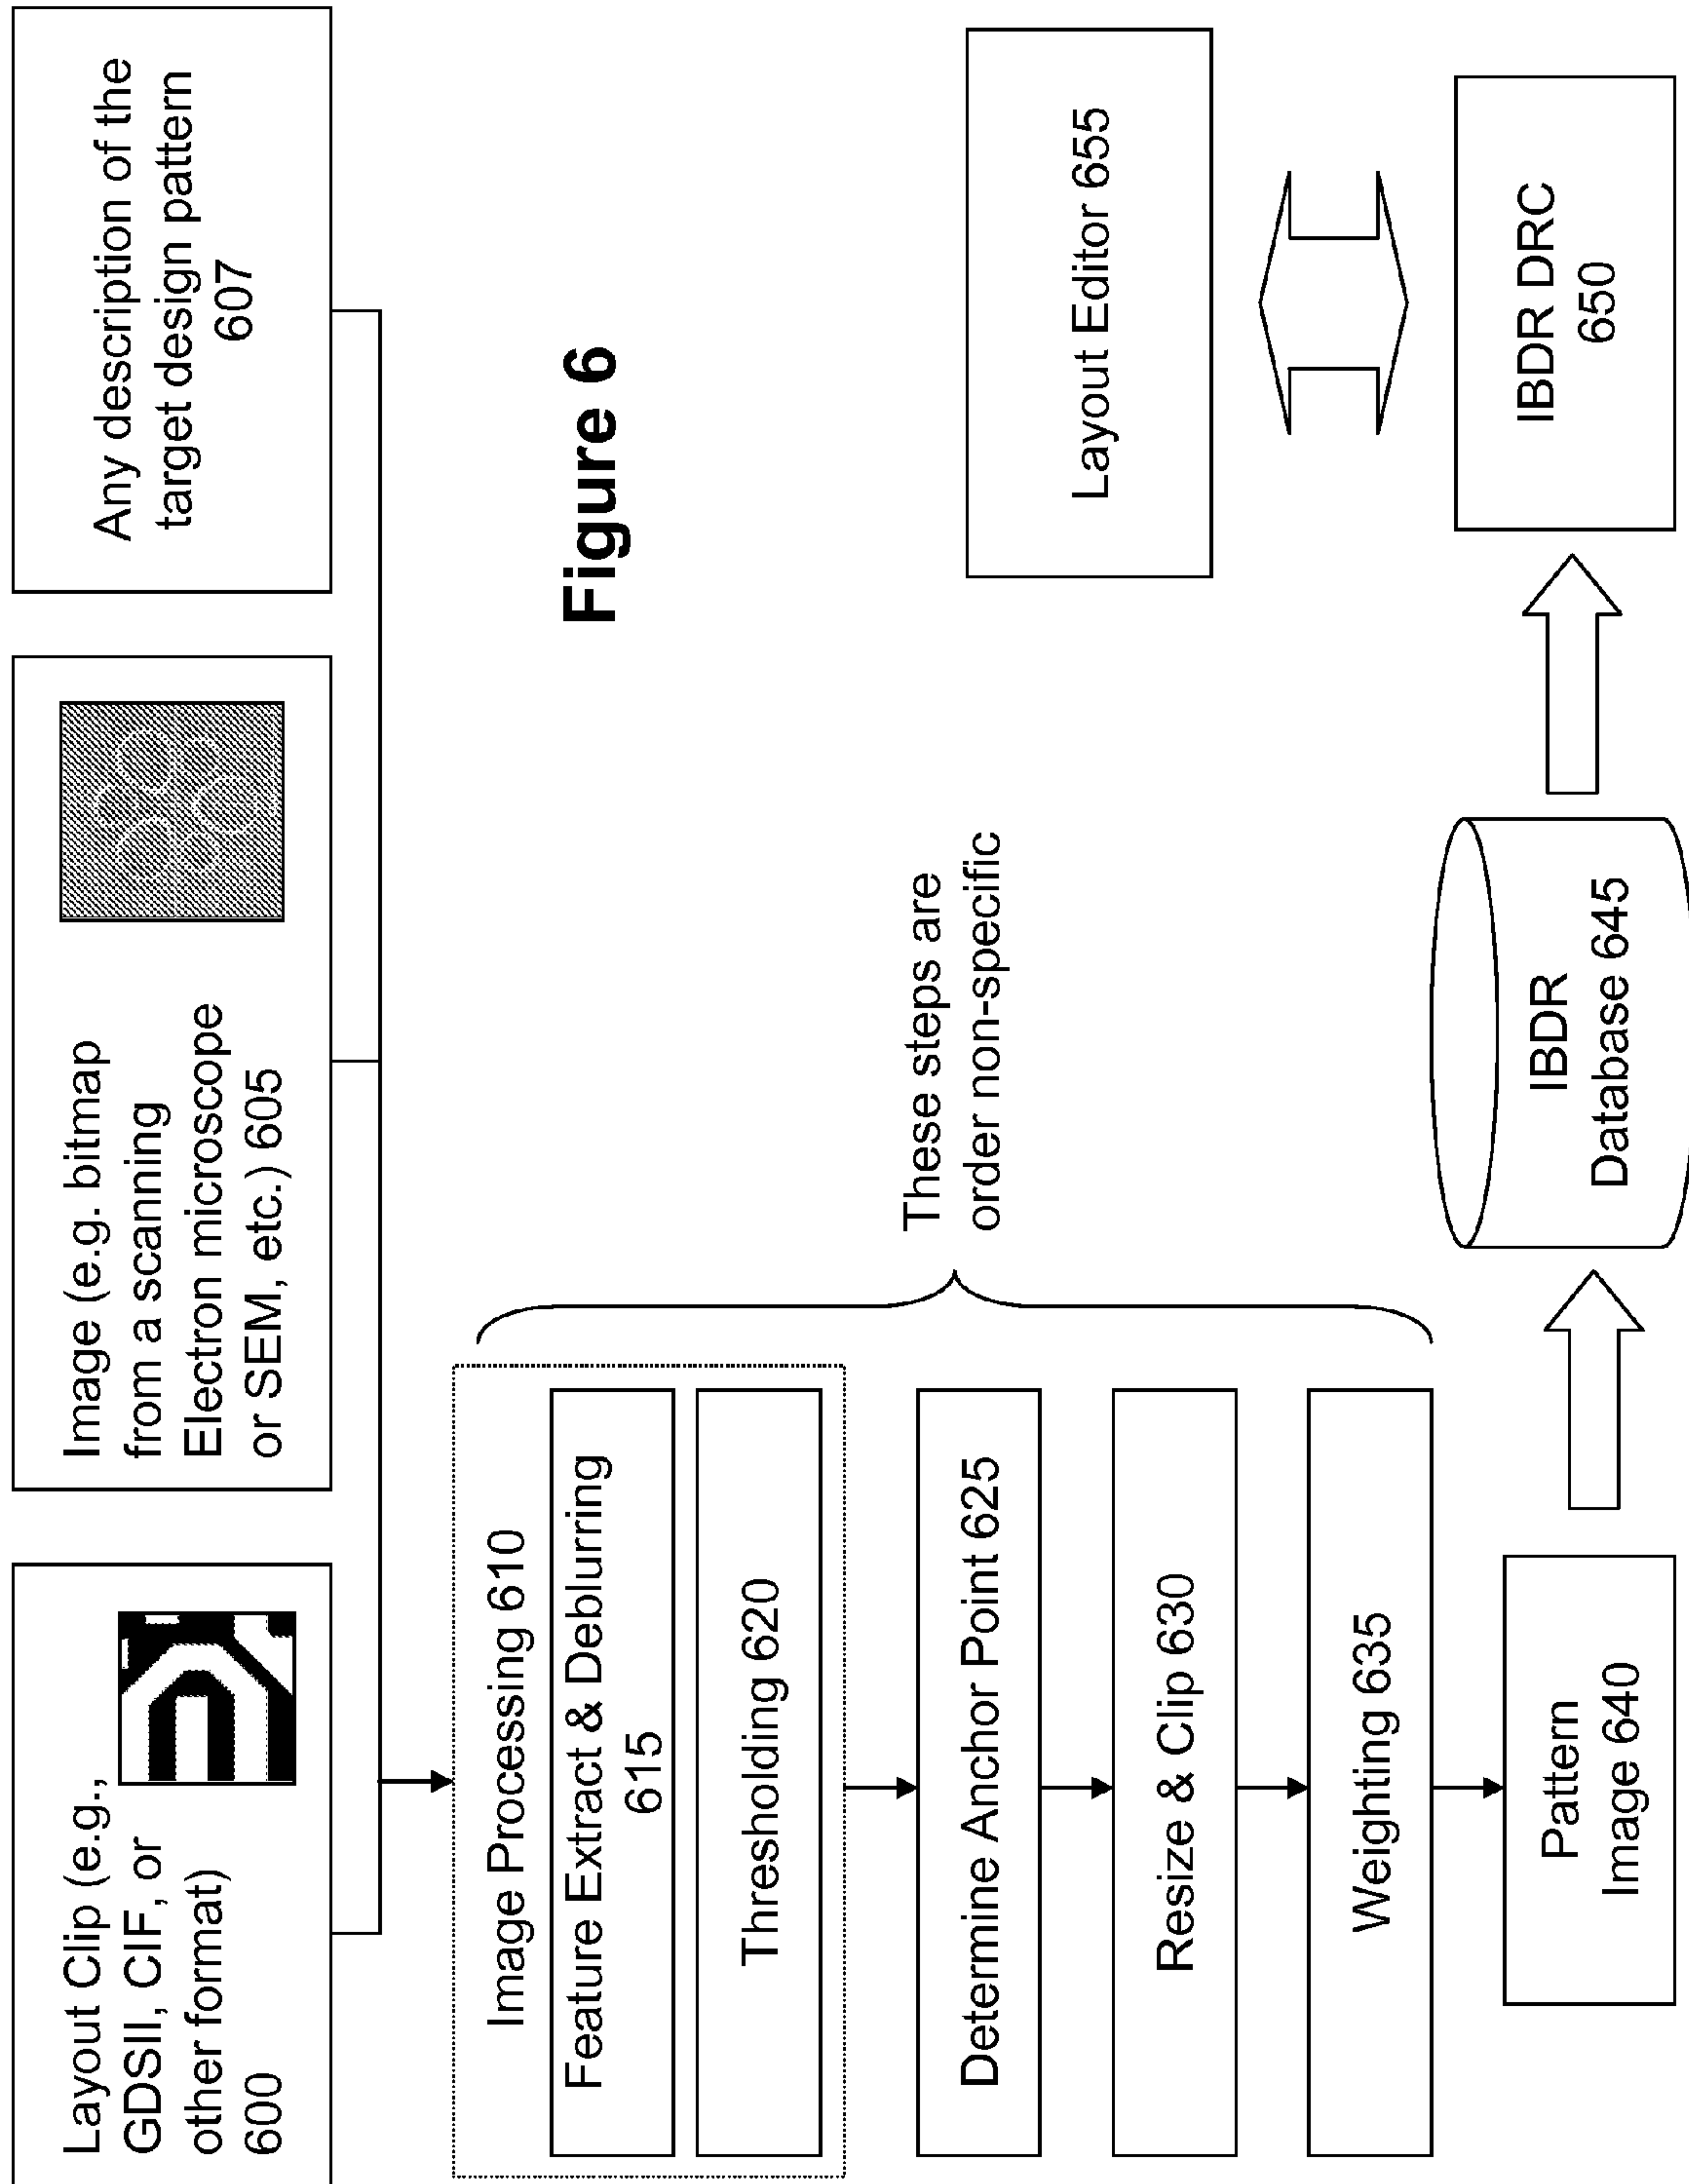 Layout Clip (e.g.,
GDSII, CIF, or
other format)
600
Image (e.g. bitmap
from a scanning
Electron microscope
or SEM, etc.) 605
Any description of the
target design pattern
607
Image Processing 610
Feature Extract & Deblurring
615
Thresholding 620
Determine Anchor Point 625
Resize & Clip 630
Weighting 635
These steps are
order non-specific
Figure 6
Pattern
Image 640
IBDR
Database 645
IBDR DRC
650
Layout Editor 655